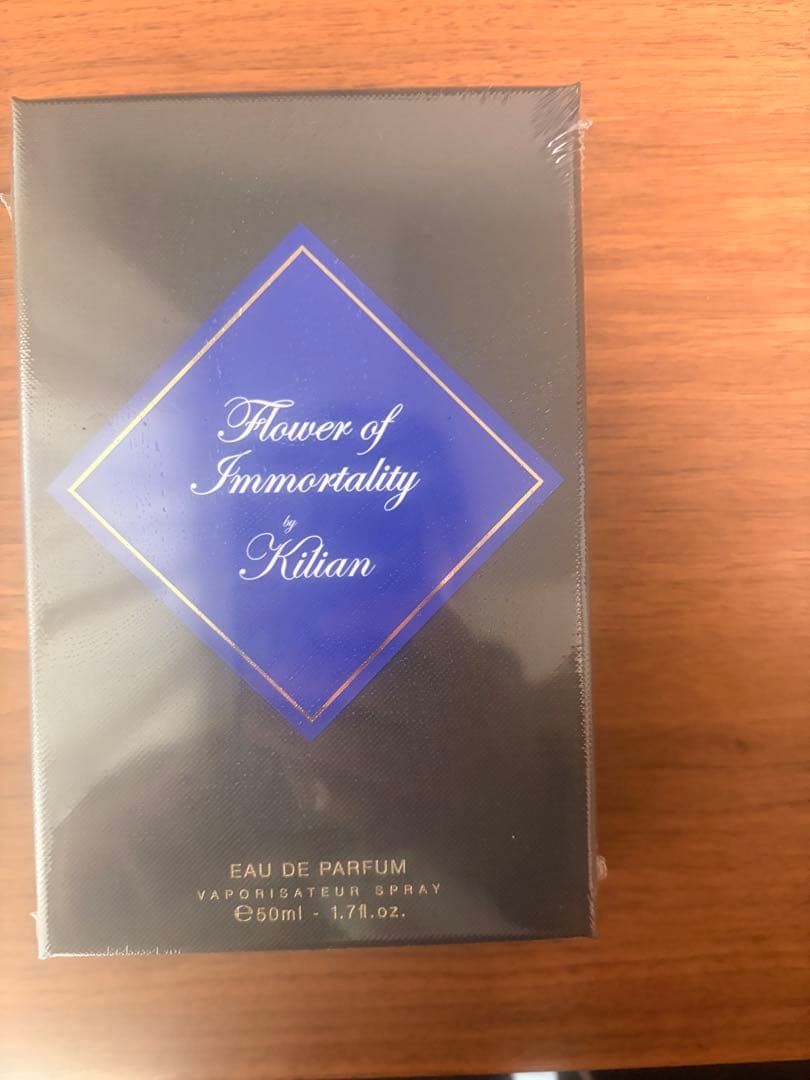 Flower of
Immortality
by
Kilian
EAU DE PARFUM
VAPORISATEUR SPRAY
℮50ml - 1.7fl.oz.